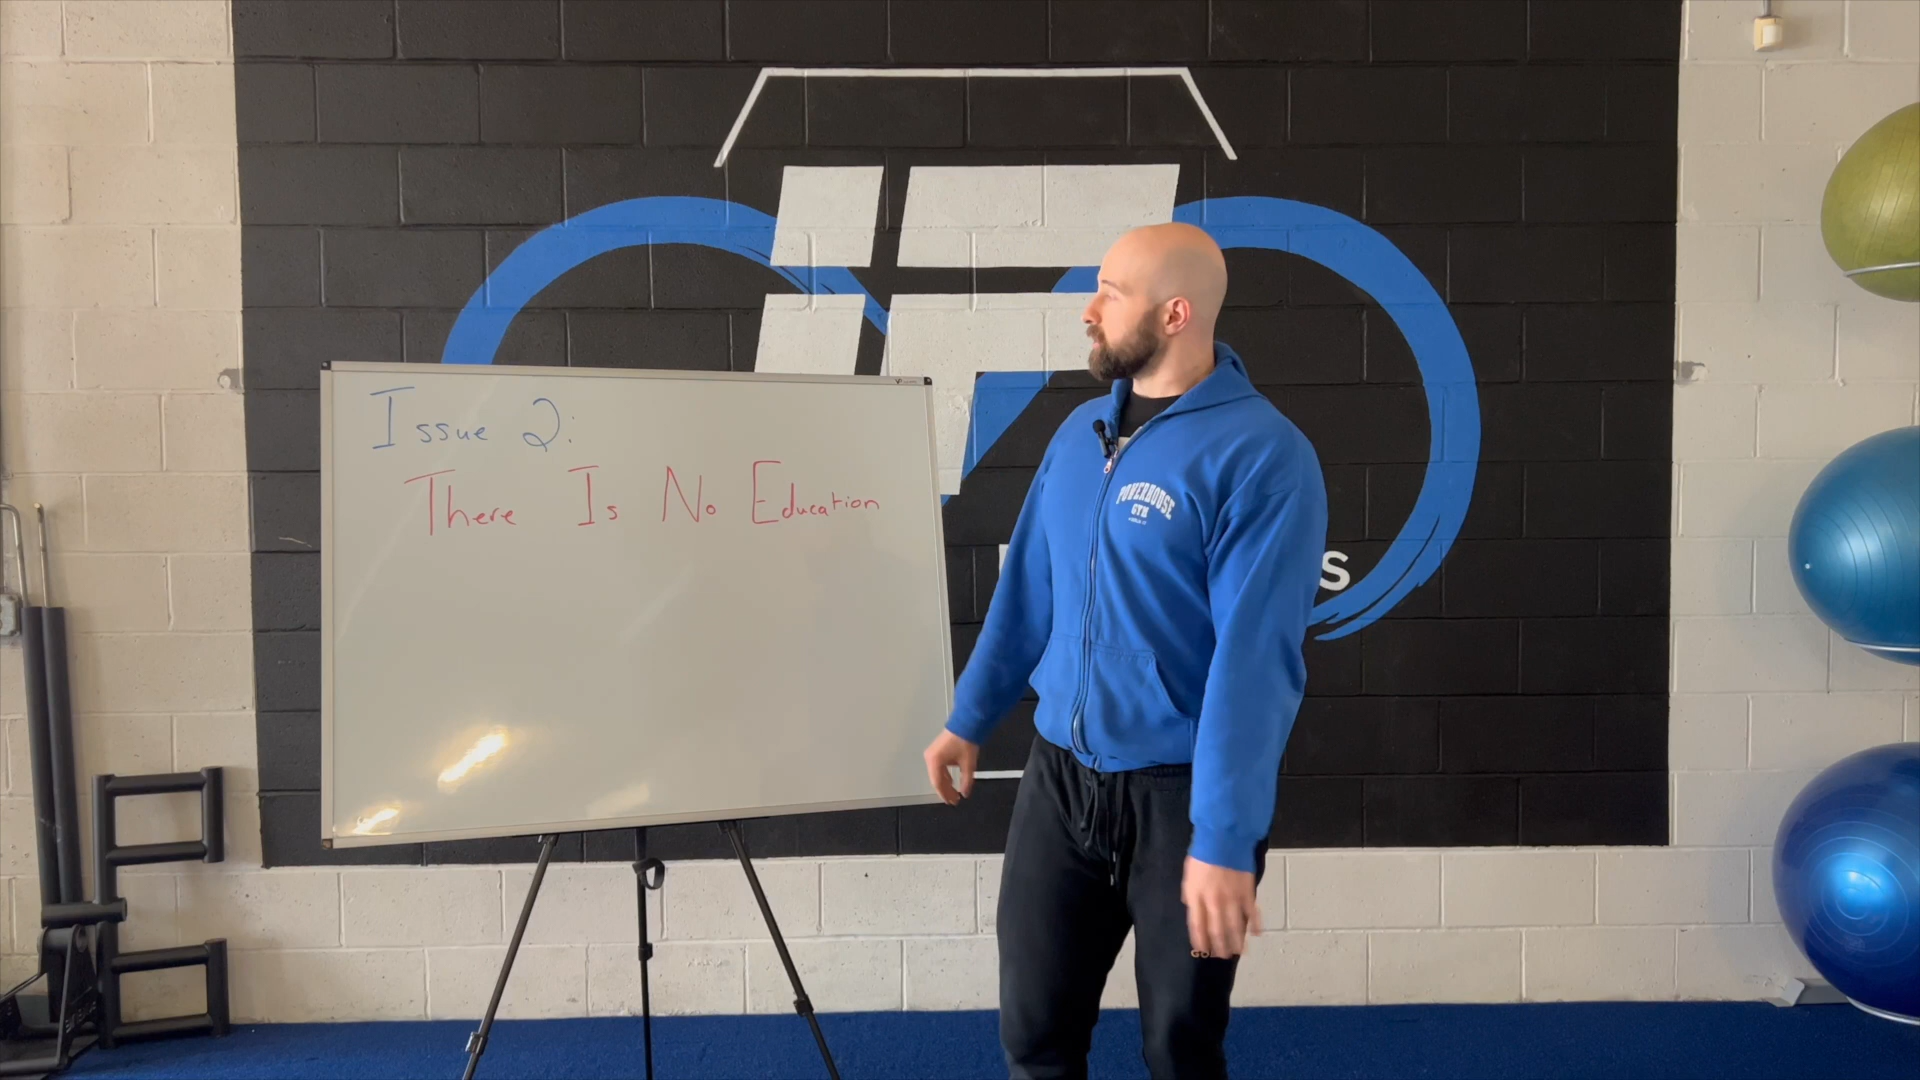 Issue 2:
There Is No Education
POWERHOUSE
GYM
S